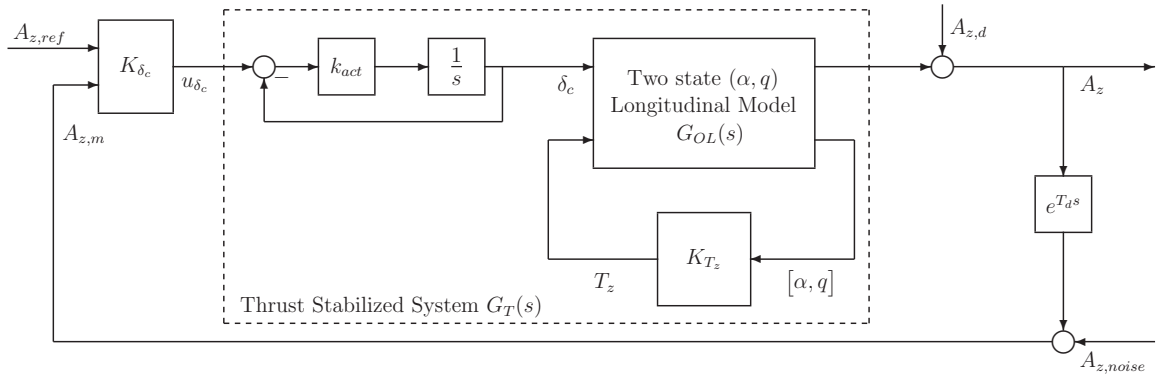 A_{z,ref}
A_{z,d}
K_{δ_c}
k_{act}
1/s
Two state (α, q)
Longitudinal Model
G_{OL}(s)
−
u_{δ_c}
δ_c
A_z
A_{z,m}
e^{T_d s}
K_{T_z}
T_z
[α, q]
Thrust Stabilized System G_T(s)
A_{z,noise}